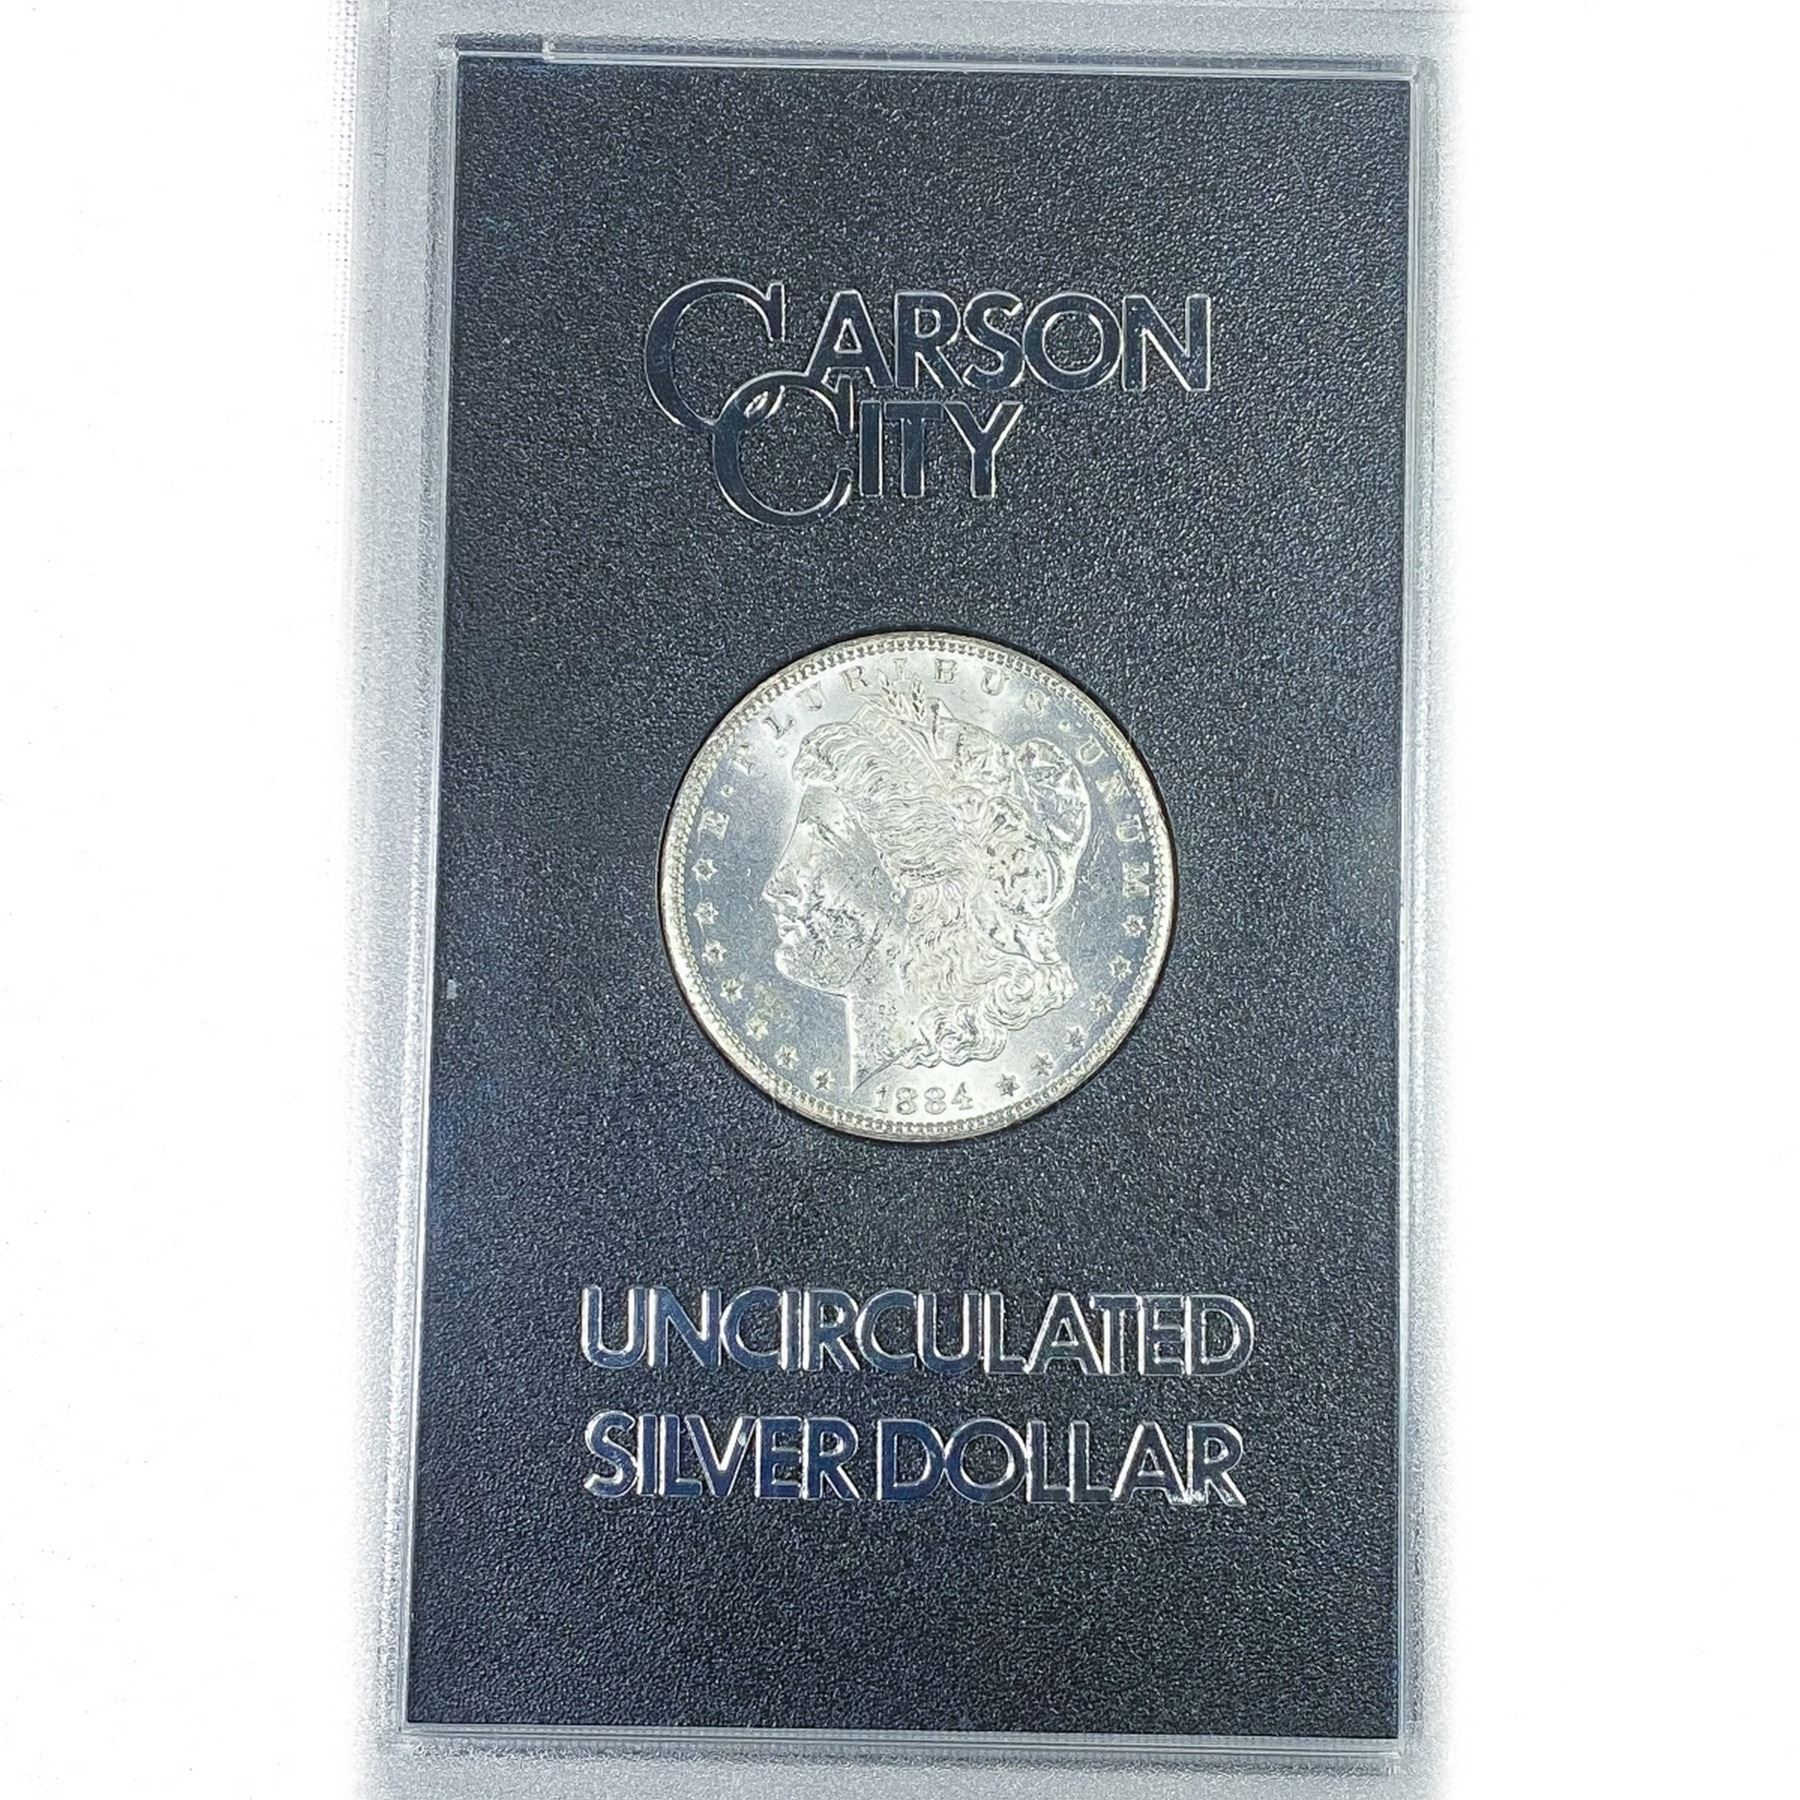 CARSON
CITY
E·PLURIBUS·UNUM
1884
UNCIRCULATED
SILVER DOLLAR